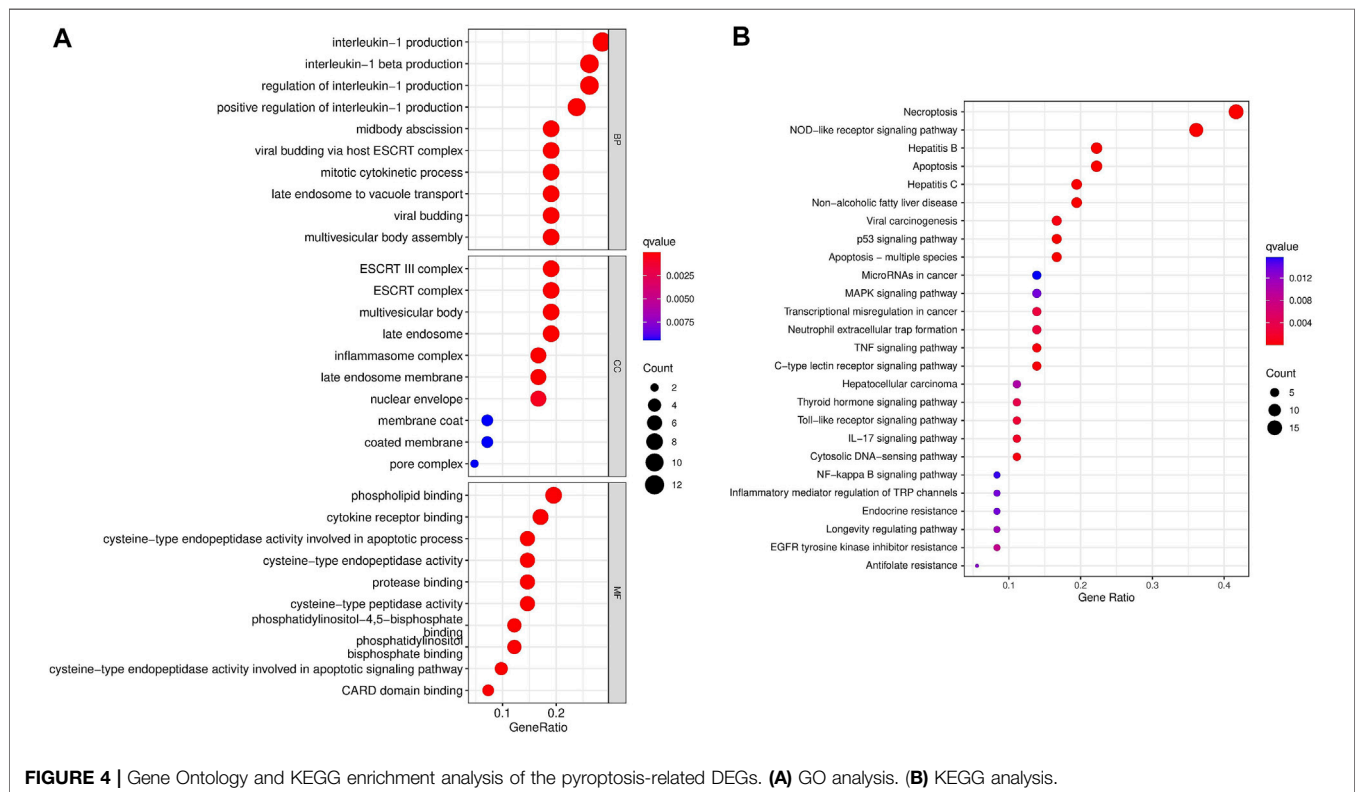 A
interleukin−1 production
interleukin−1 beta production
regulation of interleukin−1 production
positive regulation of interleukin−1 production
midbody abscission
viral budding via host ESCRT complex
mitotic cytokinetic process
late endosome to vacuole transport
viral budding
multivesicular body assembly
BP
ESCRT III complex
ESCRT complex
multivesicular body
late endosome
inflammasome complex
late endosome membrane
nuclear envelope
membrane coat
coated membrane
pore complex
CC
phospholipid binding
cytokine receptor binding
cysteine−type endopeptidase activity involved in apoptotic process
cysteine−type endopeptidase activity
protease binding
cysteine−type peptidase activity
phosphatidylinositol−4,5−bisphosphate
binding
phosphatidylinositol
bisphosphate binding
cysteine−type endopeptidase activity involved in apoptotic signaling pathway
CARD domain binding
MF
0.1 0.2
GeneRatio
qvalue
0.0025
0.0050
0.0075
Count
2
4
6
8
10
12
B
Necroptosis
NOD−like receptor signaling pathway
Hepatitis B
Apoptosis
Hepatitis C
Non−alcoholic fatty liver disease
Viral carcinogenesis
p53 signaling pathway
Apoptosis − multiple species
MicroRNAs in cancer
MAPK signaling pathway
Transcriptional misregulation in cancer
Neutrophil extracellular trap formation
TNF signaling pathway
C−type lectin receptor signaling pathway
Hepatocellular carcinoma
Thyroid hormone signaling pathway
Toll−like receptor signaling pathway
IL−17 signaling pathway
Cytosolic DNA−sensing pathway
NF−kappa B signaling pathway
Inflammatory mediator regulation of TRP channels
Endocrine resistance
Longevity regulating pathway
EGFR tyrosine kinase inhibitor resistance
Antifolate resistance
0.1 0.2 0.3 0.4
Gene Ratio
qvalue
0.012
0.008
0.004
Count
5
10
15
FIGURE 4 | Gene Ontology and KEGG enrichment analysis of the pyroptosis-related DEGs. (A) GO analysis. (B) KEGG analysis.